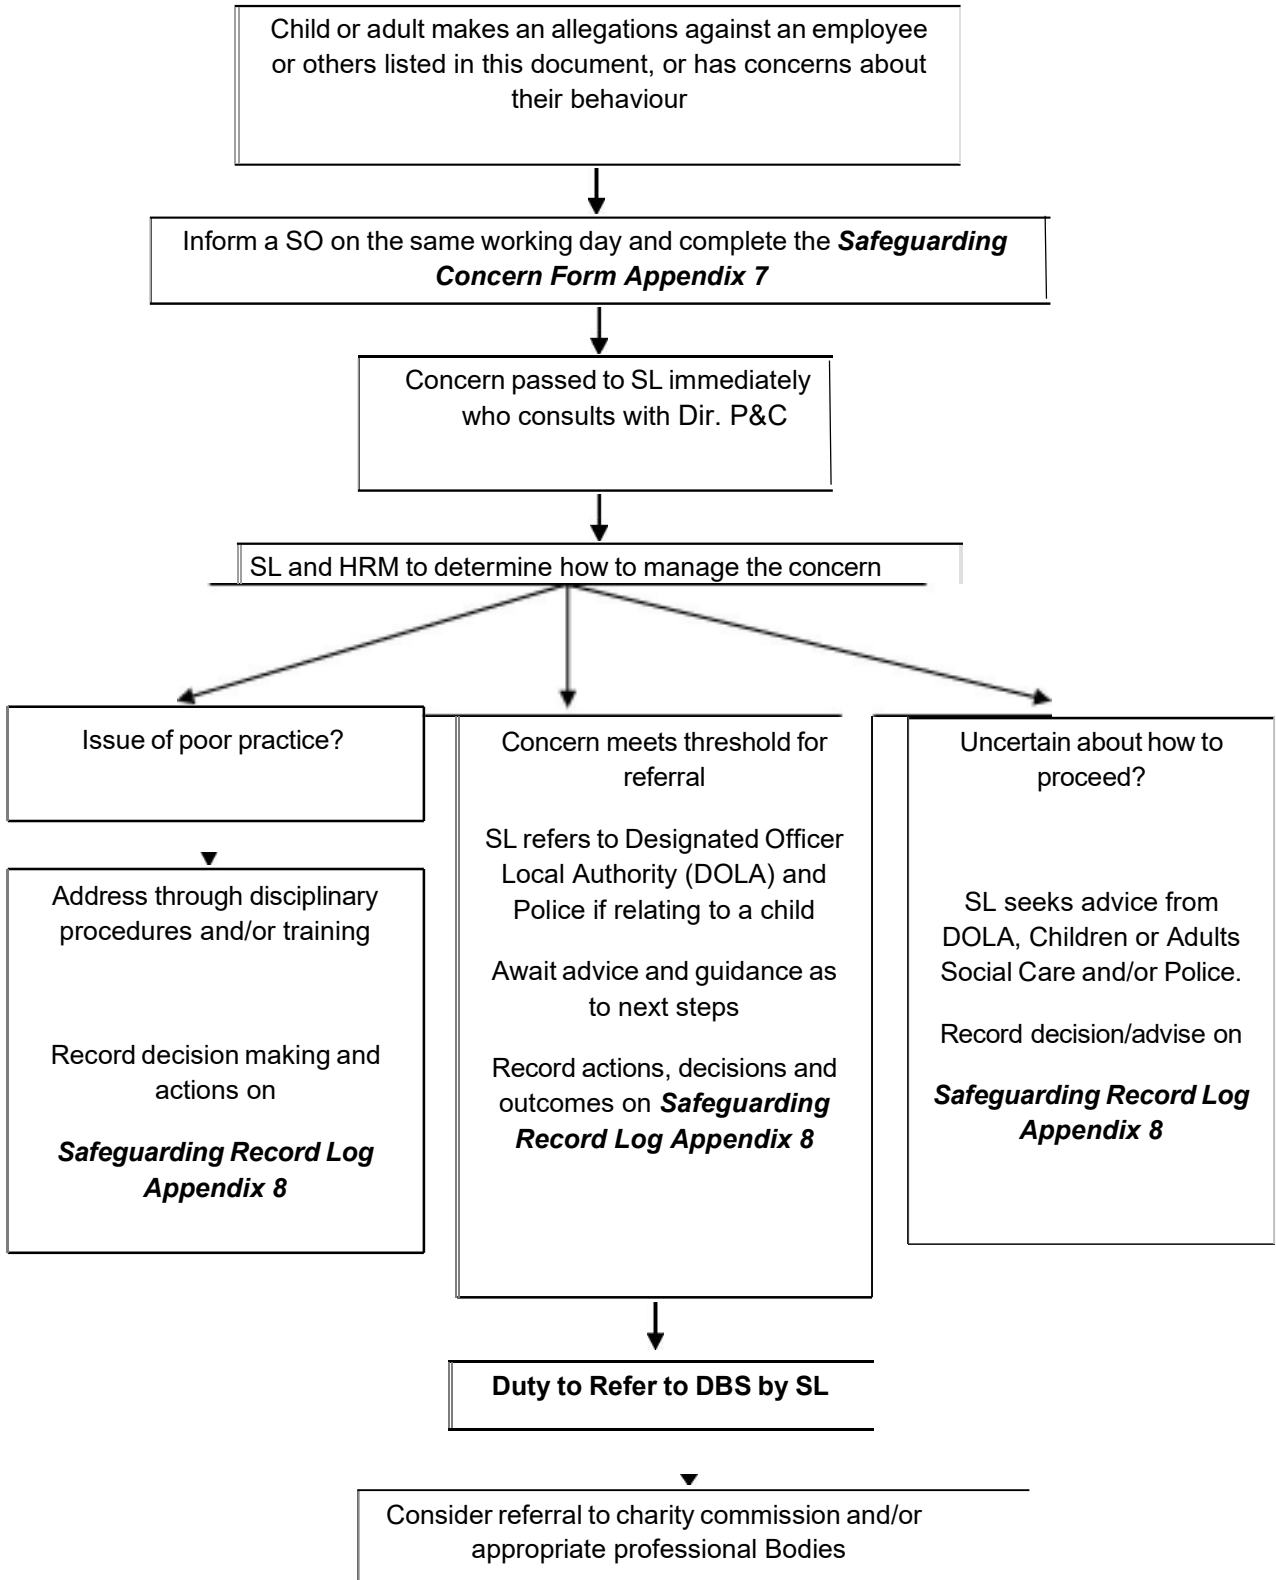 Child or adult makes an allegations against an employee
or others listed in this document, or has concerns about
their behaviour
Inform a SO on the same working day and complete the Safeguarding
Concern Form Appendix 7
Concern passed to SL immediately
who consults with Dir. P&C
SL and HRM to determine how to manage the concern
Issue of poor practice?
Address through disciplinary
procedures and/or training
Record decision making and
actions on
Safeguarding Record Log
Appendix 8
Concern meets threshold for
referral
SL refers to Designated Officer
Local Authority (DOLA) and
Police if relating to a child
Await advice and guidance as
to next steps
Record actions, decisions and
outcomes on Safeguarding
Record Log Appendix 8
Uncertain about how to
proceed?
SL seeks advice from
DOLA, Children or Adults
Social Care and/or Police.
Record decision/advise on
Safeguarding Record Log
Appendix 8
Duty to Refer to DBS by SL
Consider referral to charity commission and/or
appropriate professional Bodies